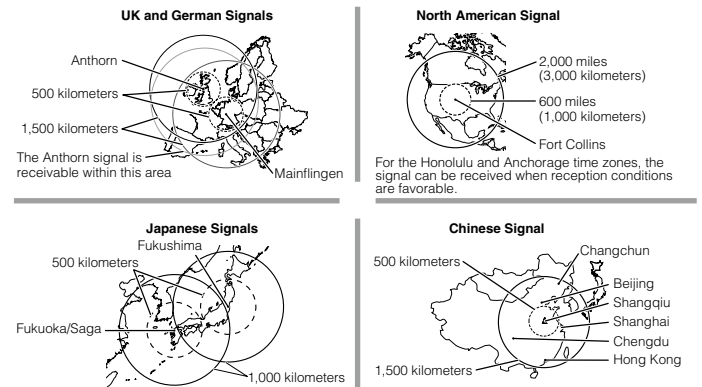 UK and German Signals
Anthorn
500 kilometers
1,500 kilometers
The Anthorn signal is
receivable within this area
Mainflingen
North American Signal
2,000 miles
(3,000 kilometers)
600 miles
(1,000 kilometers)
Fort Collins
For the Honolulu and Anchorage time zones, the
signal can be received when reception conditions
are favorable.
Japanese Signals
Fukushima
500 kilometers
Fukuoka/Saga
1,000 kilometers
Chinese Signal
Changchun
500 kilometers
Beijing
Shangqiu
Shanghai
Chengdu
Hong Kong
1,500 kilometers